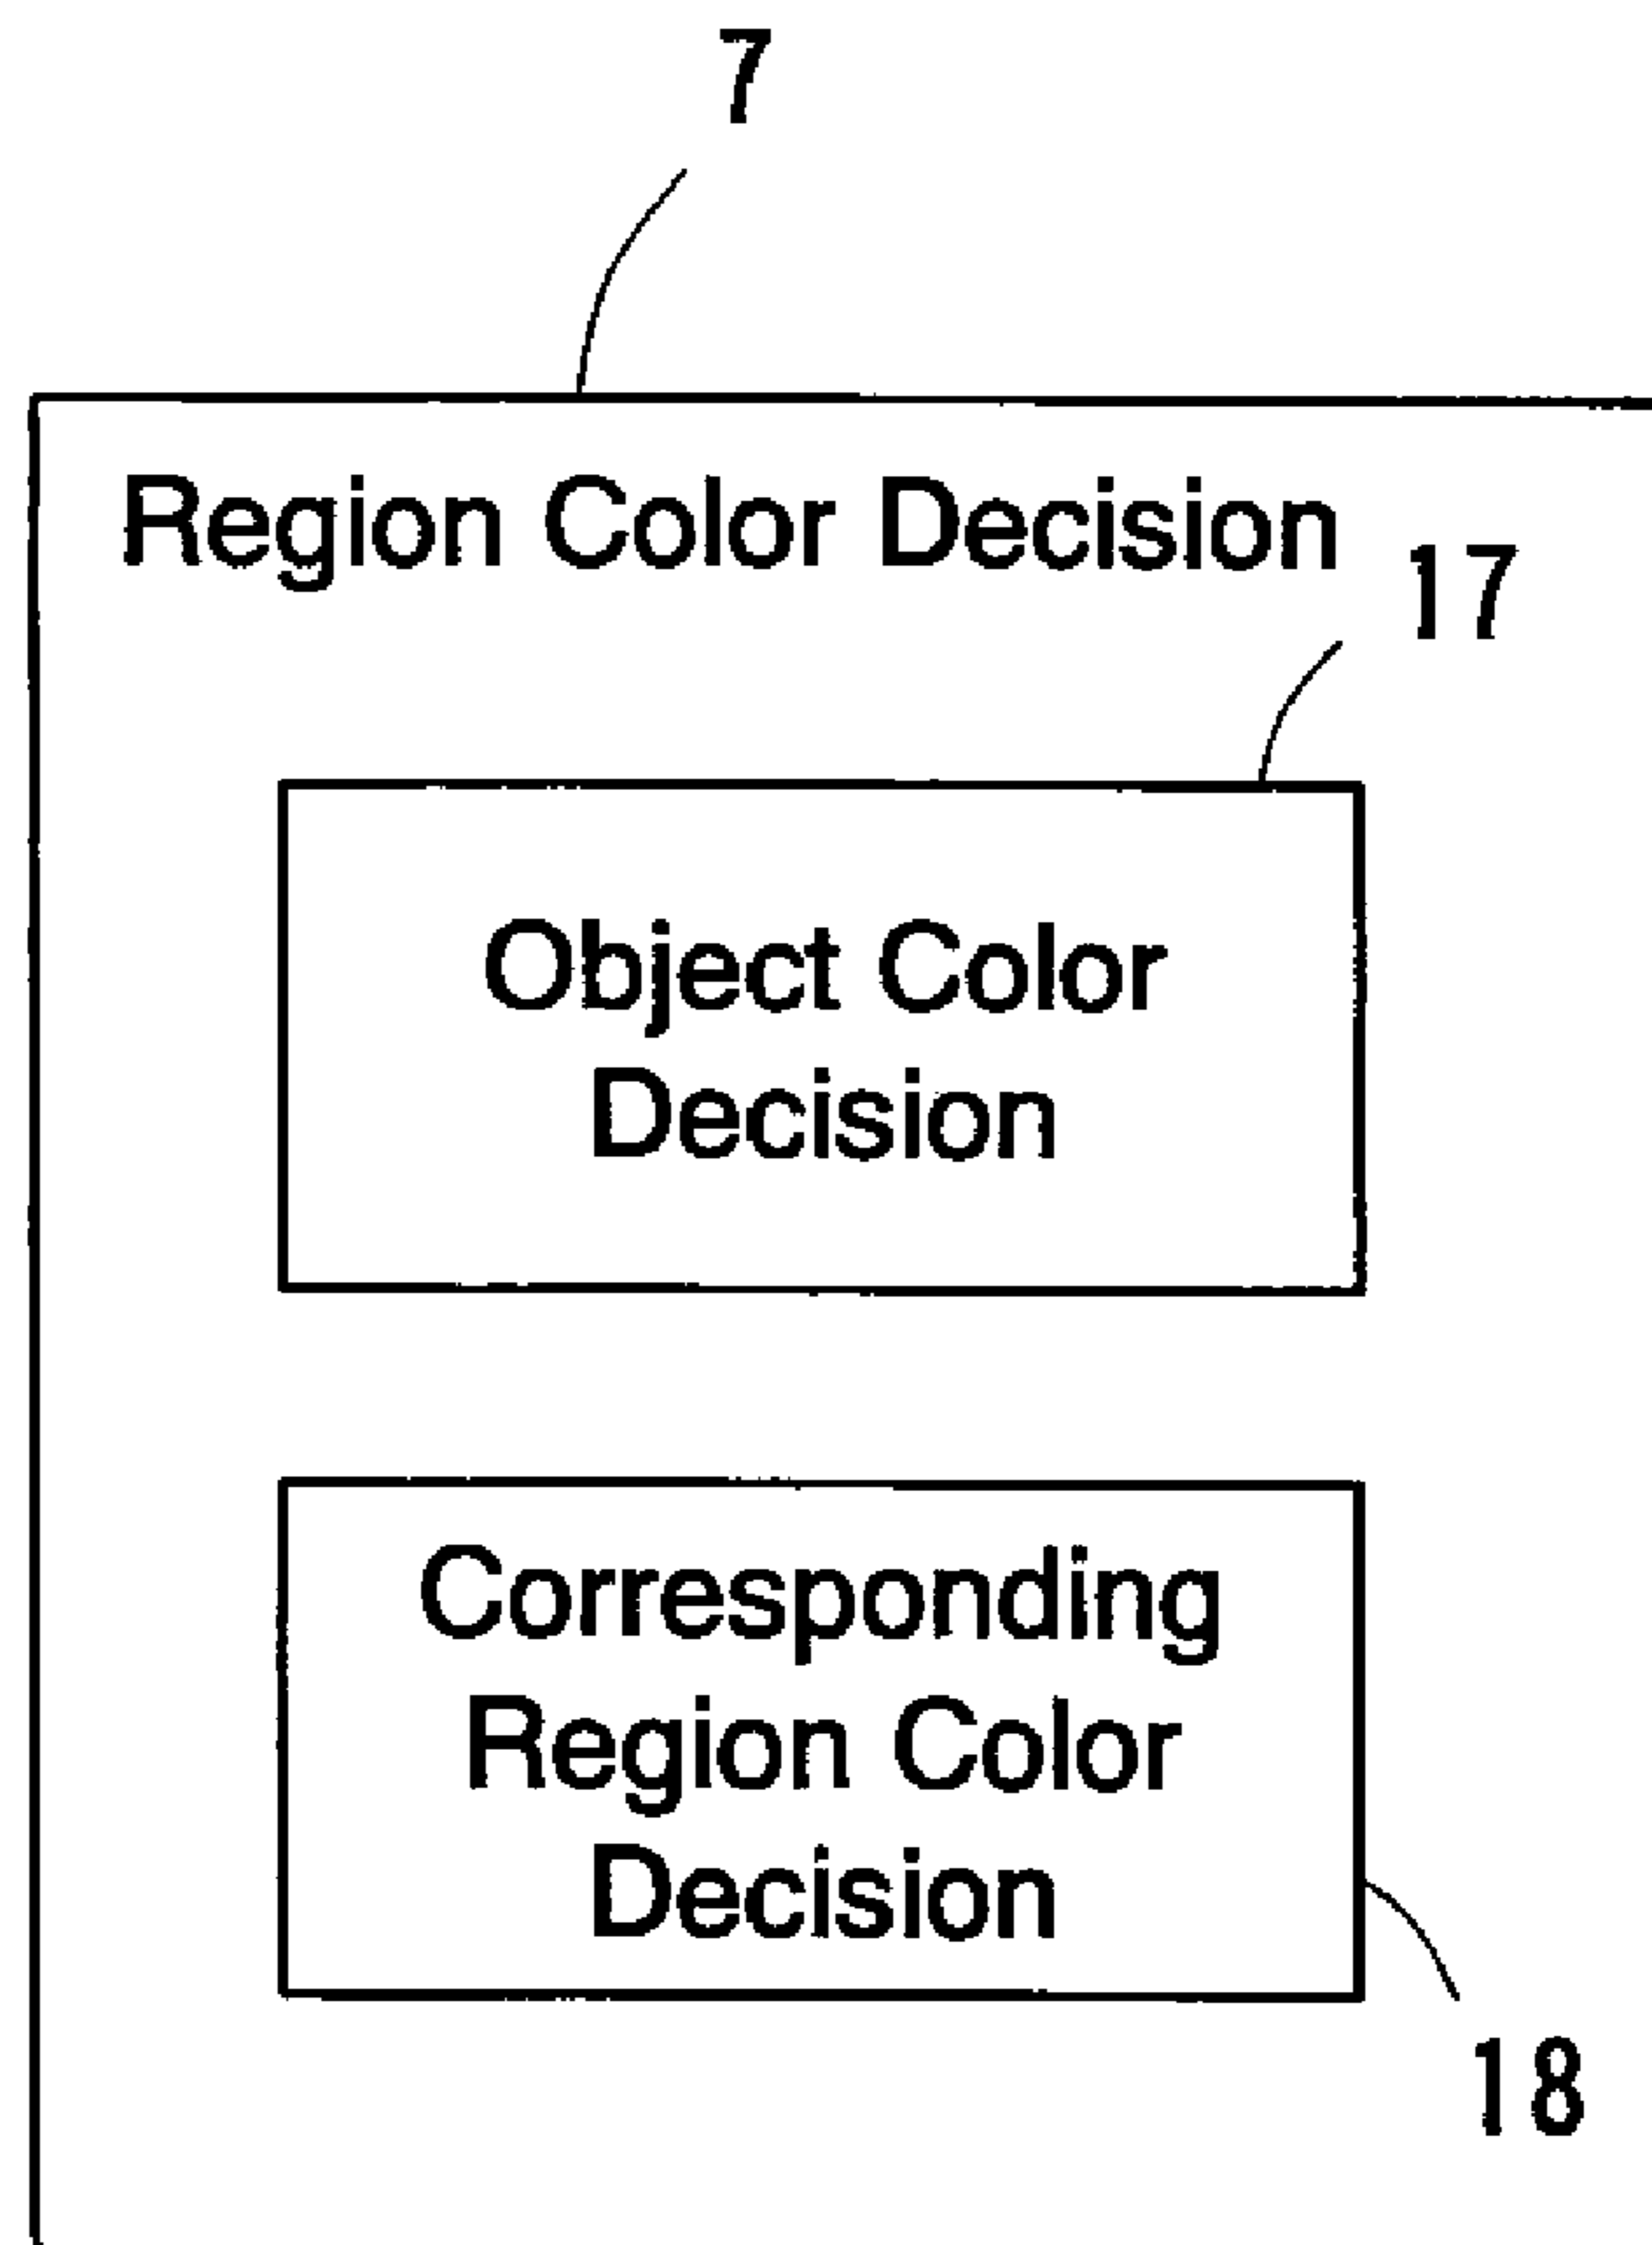 7
Region Color Decision
17
Object Color
Decision
Corresponding
Region Color
Decision
18